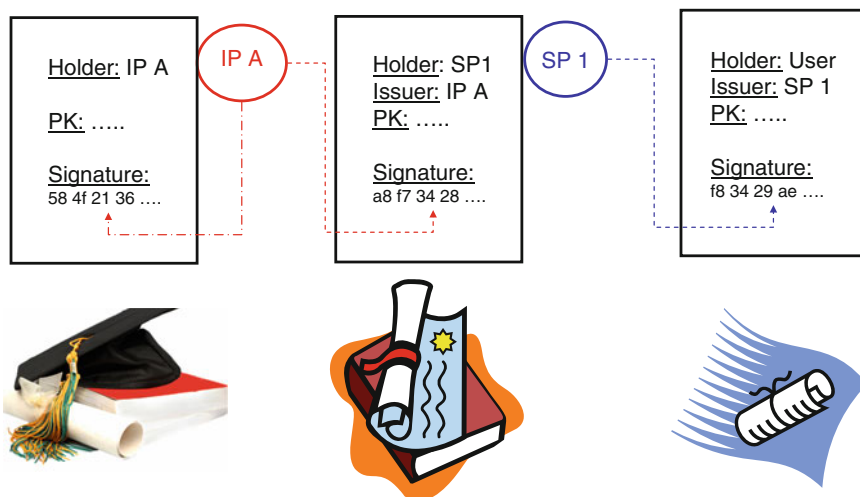 Holder: IP A
PK: …..
Signature:
58 4f 21 36 ….
IP A
Holder: SP1
Issuer: IP A
PK: …..
Signature:
a8 f7 34 28 ….
SP 1
Holder: User
Issuer: SP 1
PK: …..
Signature:
f8 34 29 ae ….